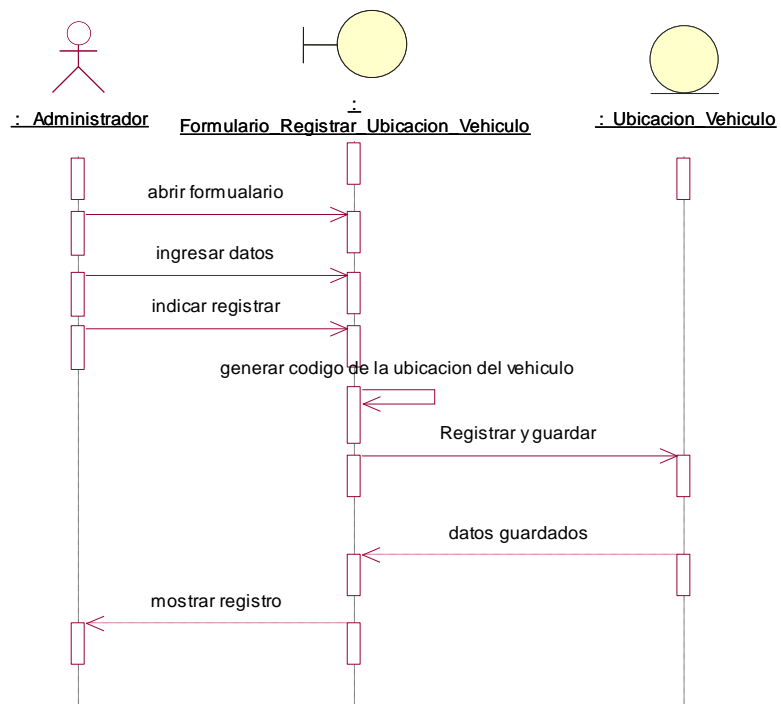 : Administrador
:
Formulario_Registrar_Ubicacion_Vehiculo
: Ubicacion_Vehiculo
abrir formualario
ingresar datos
indicar registrar
generar codigo de la ubicacion del vehiculo
Registrar y guardar
datos guardados
mostrar registro